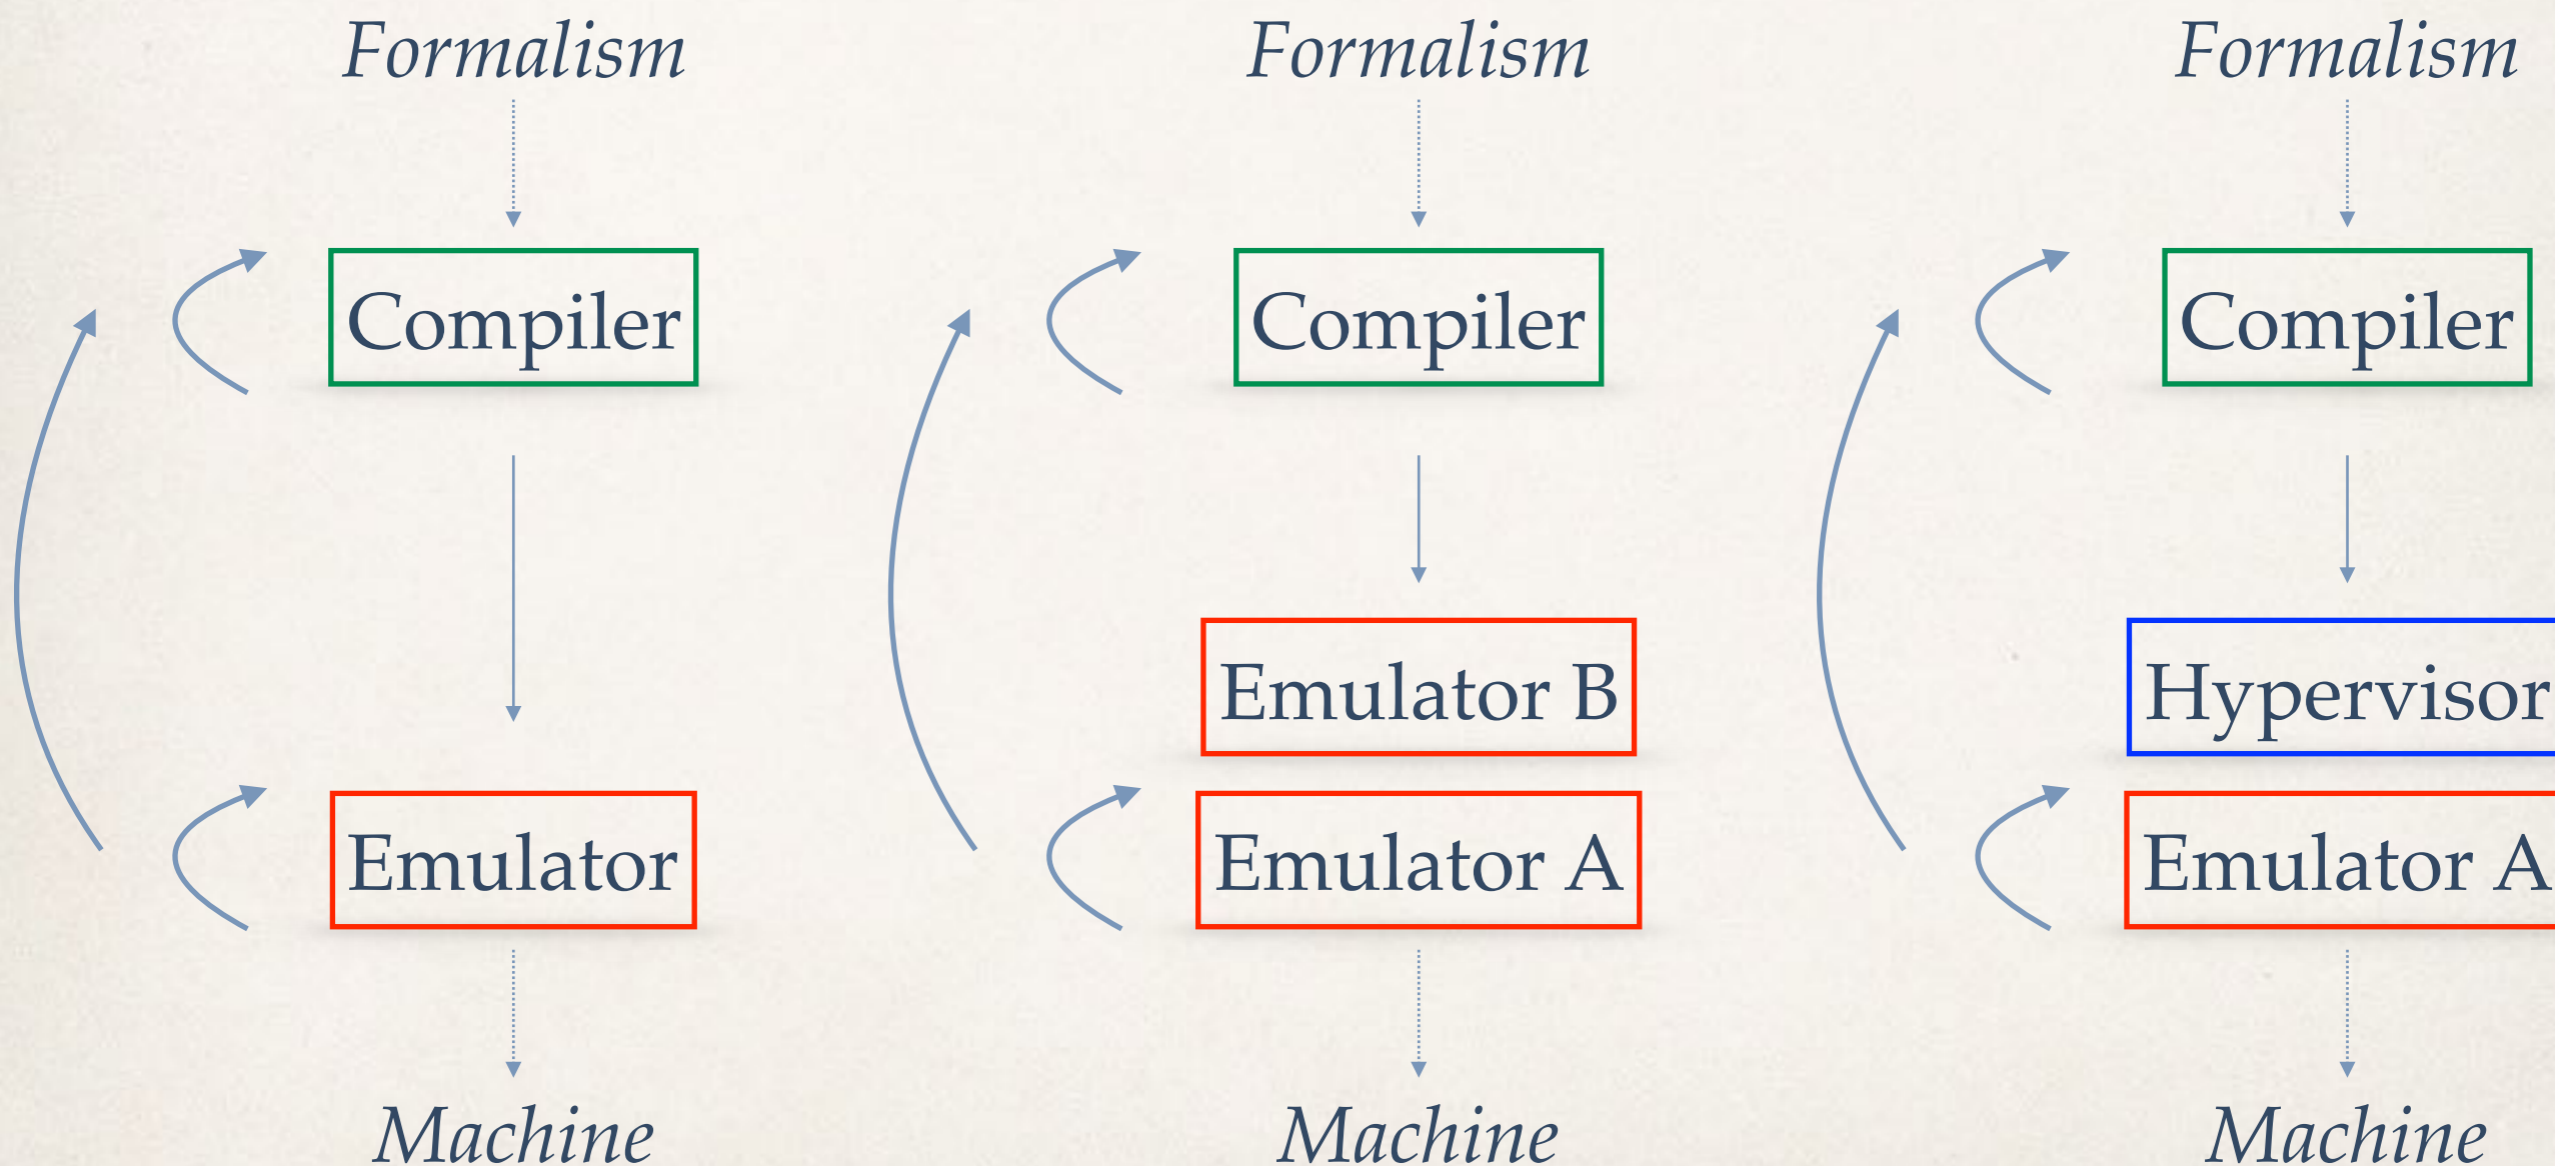 Formalism
Compiler
Emulator
Machine
Formalism
Compiler
Emulator B
Emulator A
Machine
Formalism
Compiler
Hypervisor
Emulator A
Machine